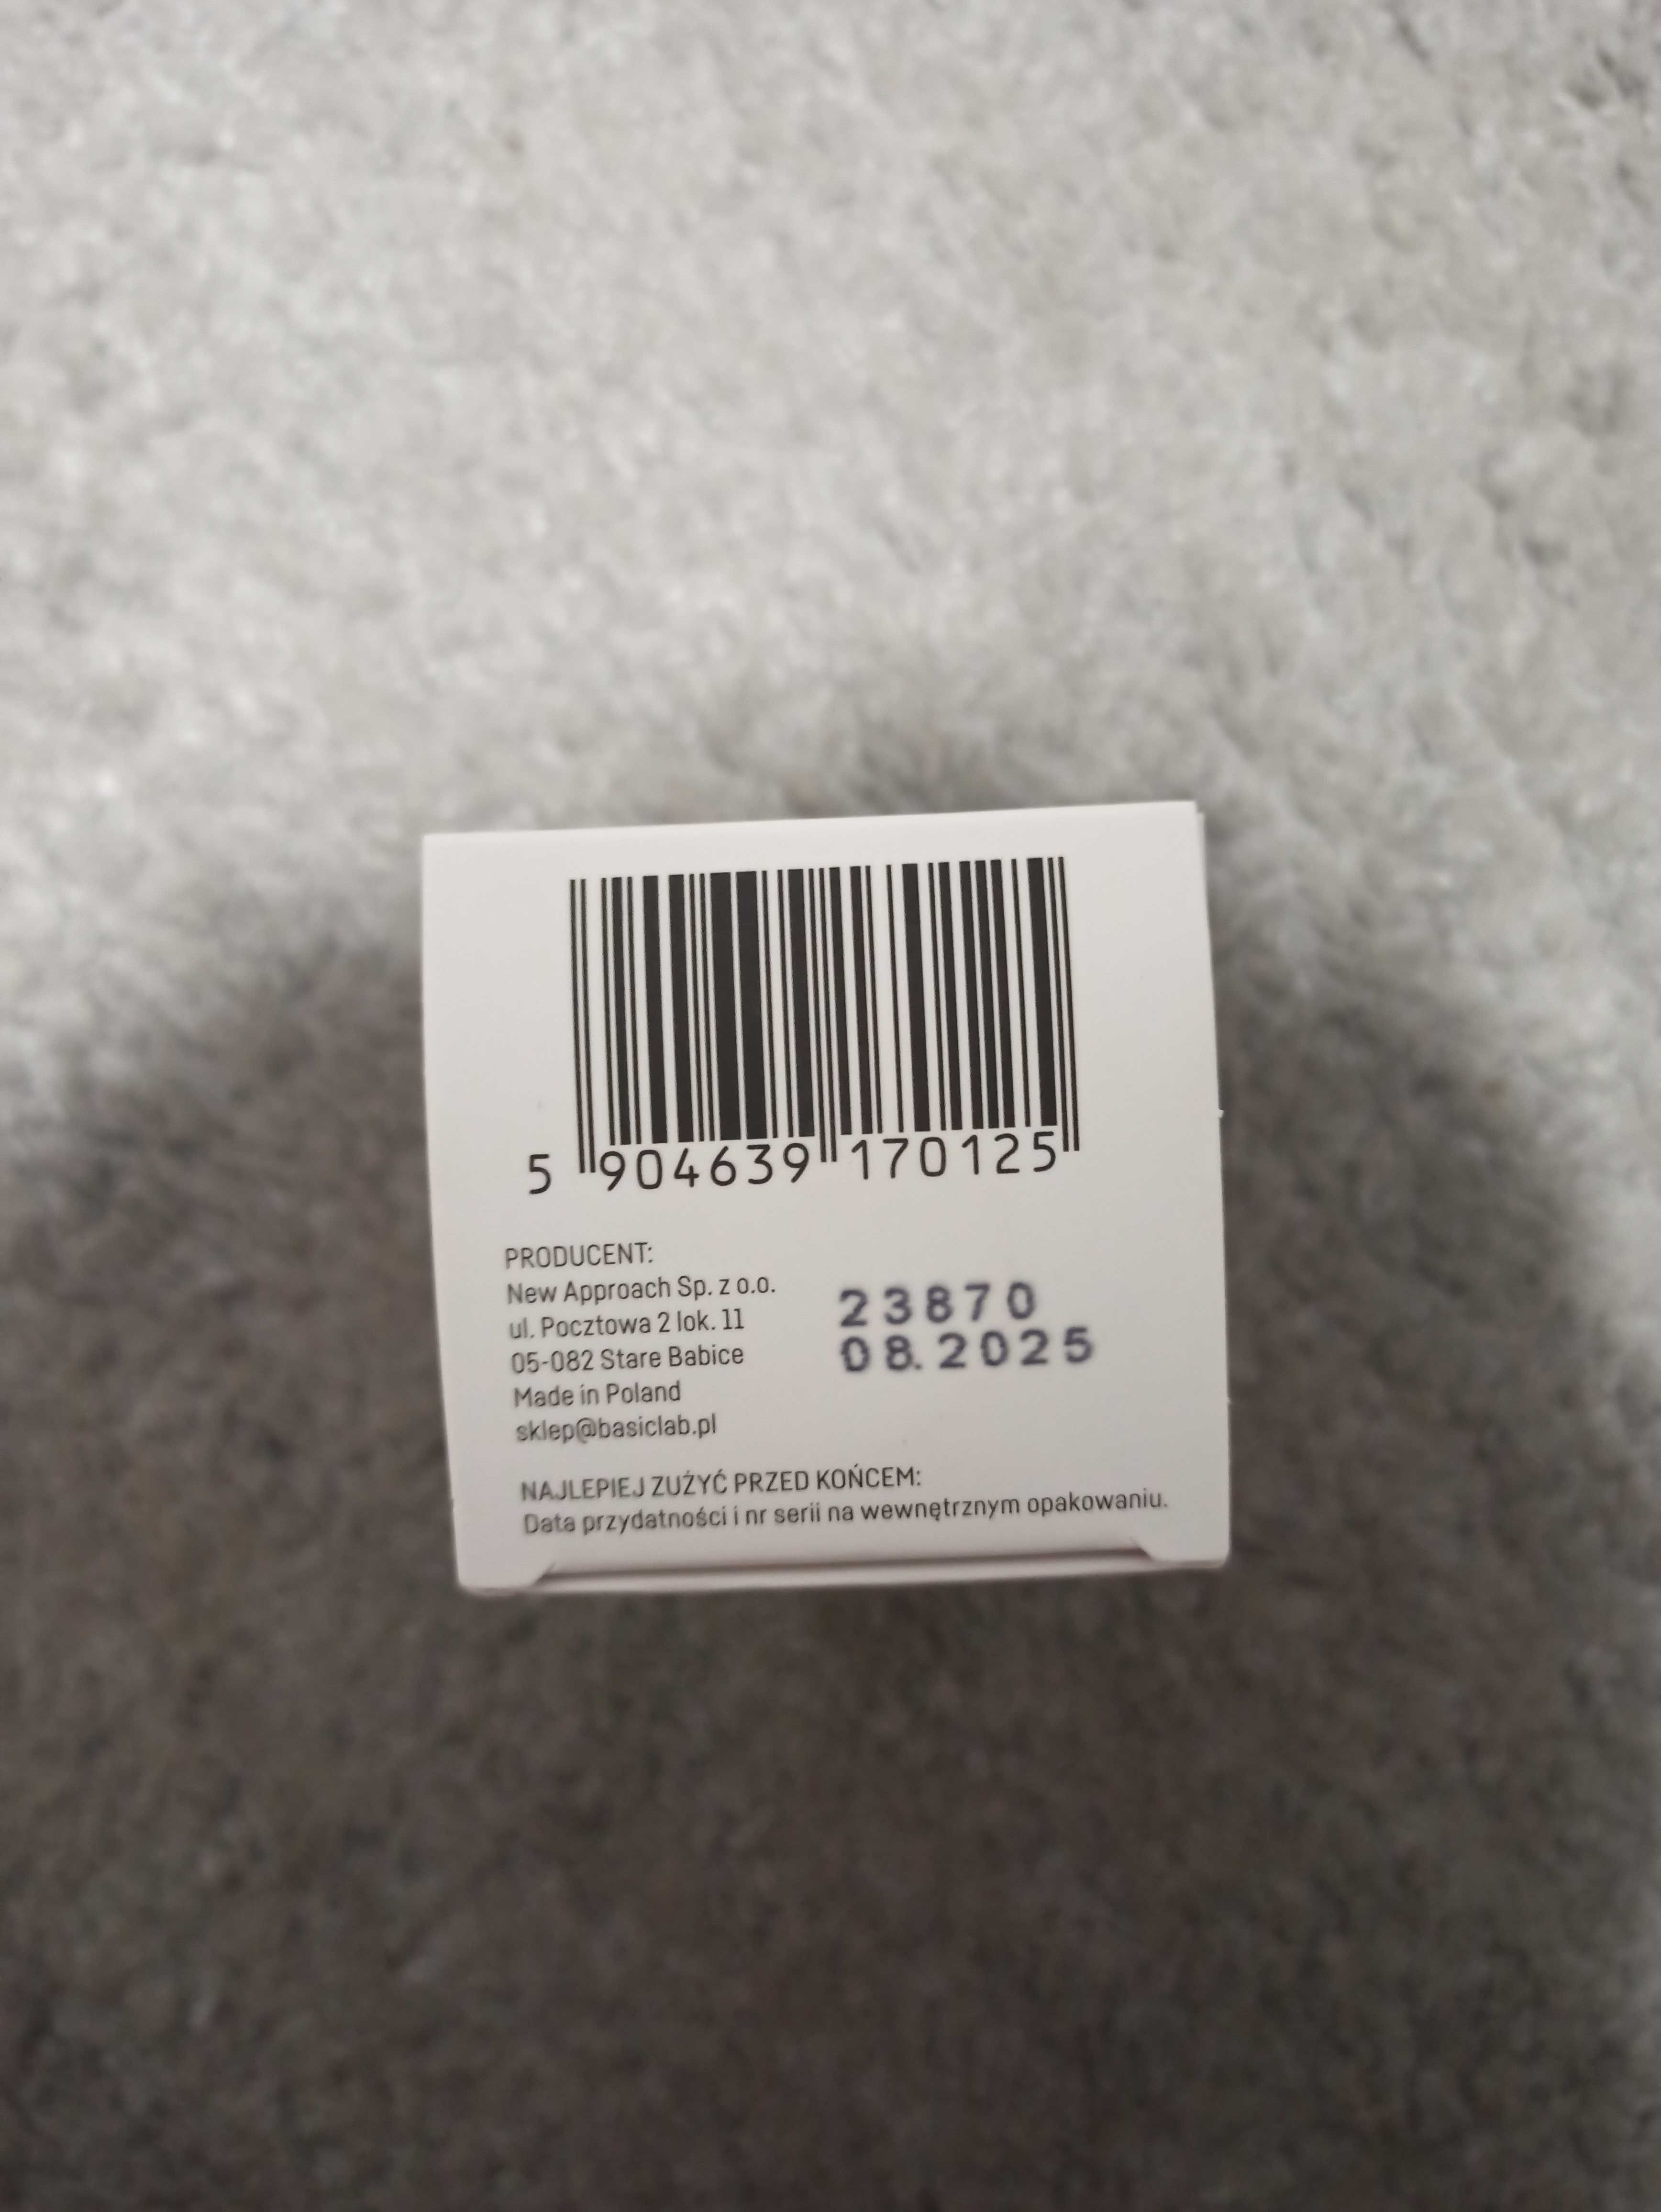 5 904639 170125
PRODUCENT:
New Approach Sp. z o.o.
ul. Pocztowa 2 lok. 11
05-082 Stare Babice
Made in Poland
sklep@basiclab.pl
23870
08.2025
NAJLEPIEJ ZUŻYĆ PRZED KOŃCEM:
Data przydatności i nr serii na wewnętrznym opakowaniu.